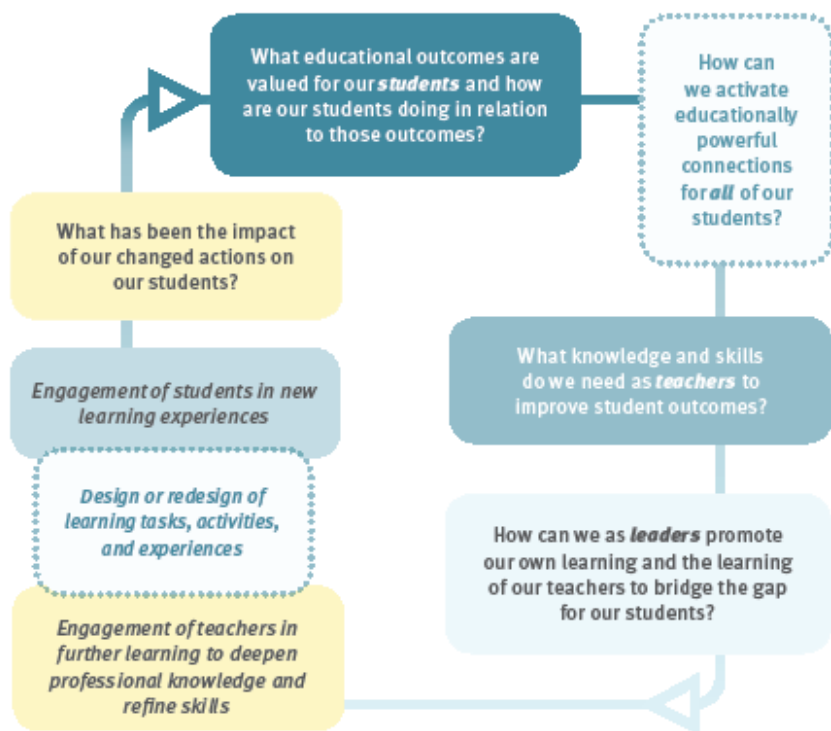 What educational outcomes are
valued for our students and how
are our students doing in relation
to those outcomes?
How can
we activate
educationally
powerful
connections
for all of our
students?
What knowledge and skills
do we need as teachers to
improve student outcomes?
How can we as leaders promote
our own learning and the learning
of our teachers to bridge the gap
for our students?
Engagement of teachers in
further learning to deepen
professional knowledge and
refine skills
Design or redesign of
learning tasks, activities,
and experiences
Engagement of students in new
learning experiences
What has been the impact
of our changed actions on
our students?